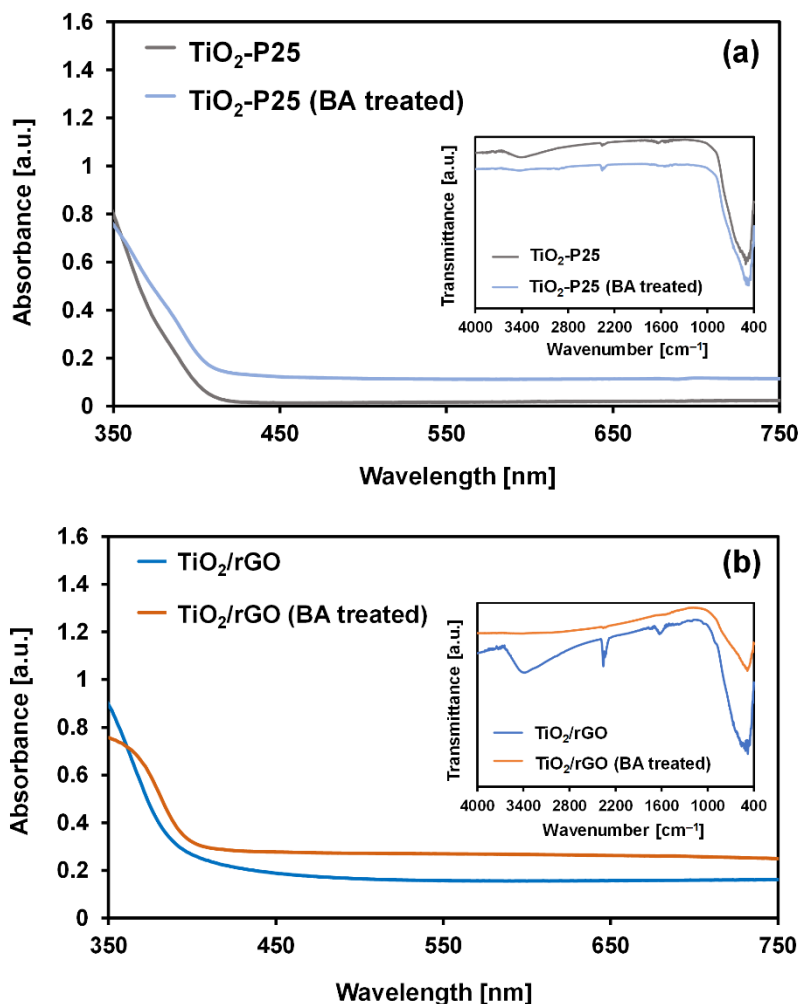 (a)
TiO₂-P25
TiO₂-P25 (BA treated)
1.6
1.4
1.2
1
0.8
0.6
0.4
0.2
0
Absorbance [a.u.]
350
450
550
650
750
Wavelength [nm]
Transmittance [a.u.]
TiO₂-P25
TiO₂-P25 (BA treated)
4000 3400 2800 2200 1600 1000 400
Wavenumber [cm⁻¹]
(b)
TiO₂/rGO
TiO₂/rGO (BA treated)
1.6
1.4
1.2
1
0.8
0.6
0.4
0.2
0
Absorbance [a.u.]
350
450
550
650
750
Wavelength [nm]
Transmittance [a.u.]
TiO₂/rGO
TiO₂/rGO (BA treated)
4000 3400 2800 2200 1600 1000 400
Wavenumber [cm⁻¹]